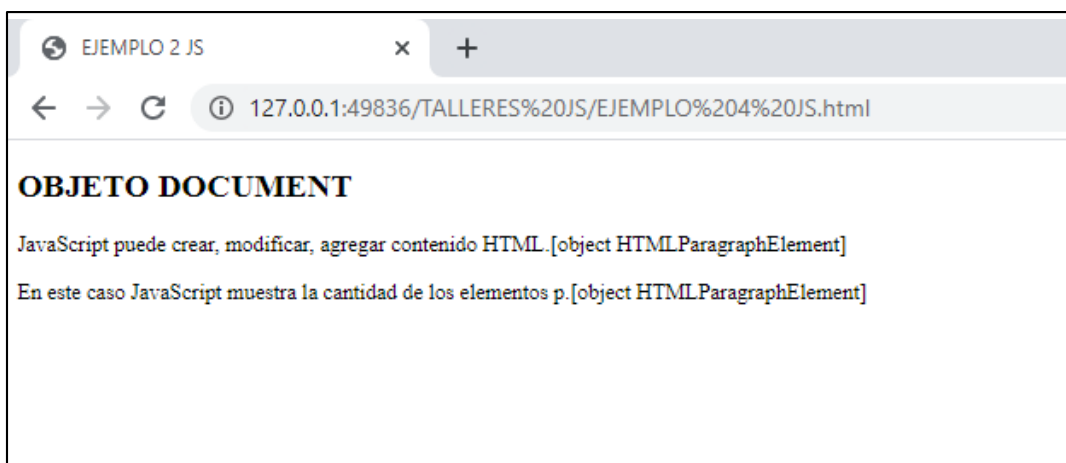 EJEMPLO 2 JS
127.0.0.1:49836/TALLERES%20JS/EJEMPLO%204%20JS.html
OBJETO DOCUMENT
JavaScript puede crear, modificar, agregar contenido HTML.[object HTMLParagraphElement]
En este caso JavaScript muestra la cantidad de los elementos p.[object HTMLParagraphElement]